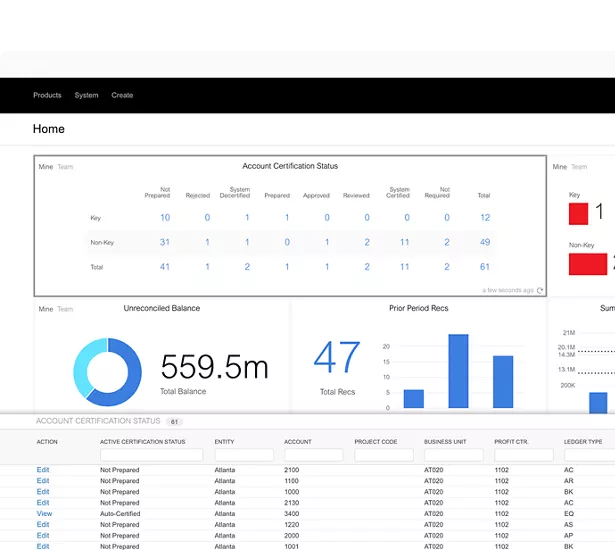 Products System Create
Home
Mine Team
Account Certification Status
Not Prepared Rejected System Decertified Prepared Approved Reviewed System Certified Not Required Total
Key 10 0 1 1 0 0 0 0 12
Non-Key 31 1 1 0 1 2 11 2 49
Total 41 1 2 1 1 2 11 2 61
a few seconds ago
Mine Team
Key
1
Non-Key
Mine Team
Unreconciled Balance
559.5m
Total Balance
Prior Period Recs
47
Total Recs
20
15
10
5
0
Sum
21M
20.1M
14.3M
13.1M
200K
ACCOUNT CERTIFICATION STATUS 61
ACTION ACTIVE CERTIFICATION STATUS ENTITY ACCOUNT PROJECT CODE BUSINESS UNIT PROFIT CTR. LEDGER TYPE
Edit Not Prepared Atlanta 2100 AT020 1102 AC
Edit Not Prepared Atlanta 1100 AT020 1102 AR
Edit Not Prepared Atlanta 1000 AT020 1102 BK
Edit Not Prepared Atlanta 2130 AT020 1102 AC
View Auto-Certified Atlanta 3400 AT020 1102 EQ
Edit Not Prepared Atlanta 1220 AT020 1102 AS
Edit Not Prepared Atlanta 2000 AT020 1102 AP
Edit Not Prepared Atlanta 1001 AT020 1102 BK